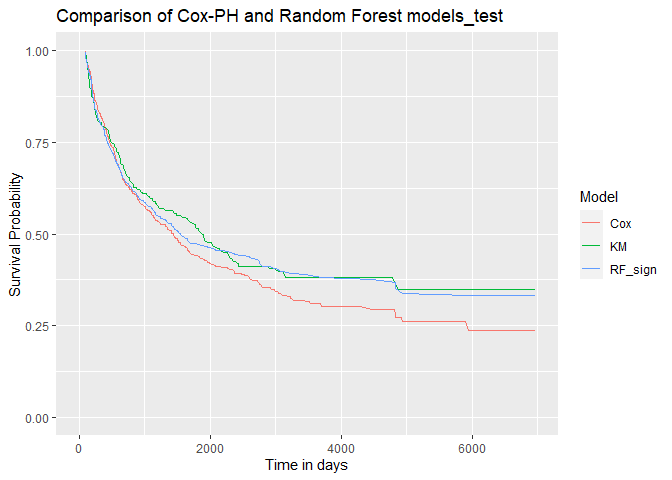 Comparison of Cox-PH and Random Forest models_test
1.00
0.75
0.50
0.25
0.00
Survival Probability
0
2000
4000
6000
Time in days
Model
Cox
KM
RF_sign